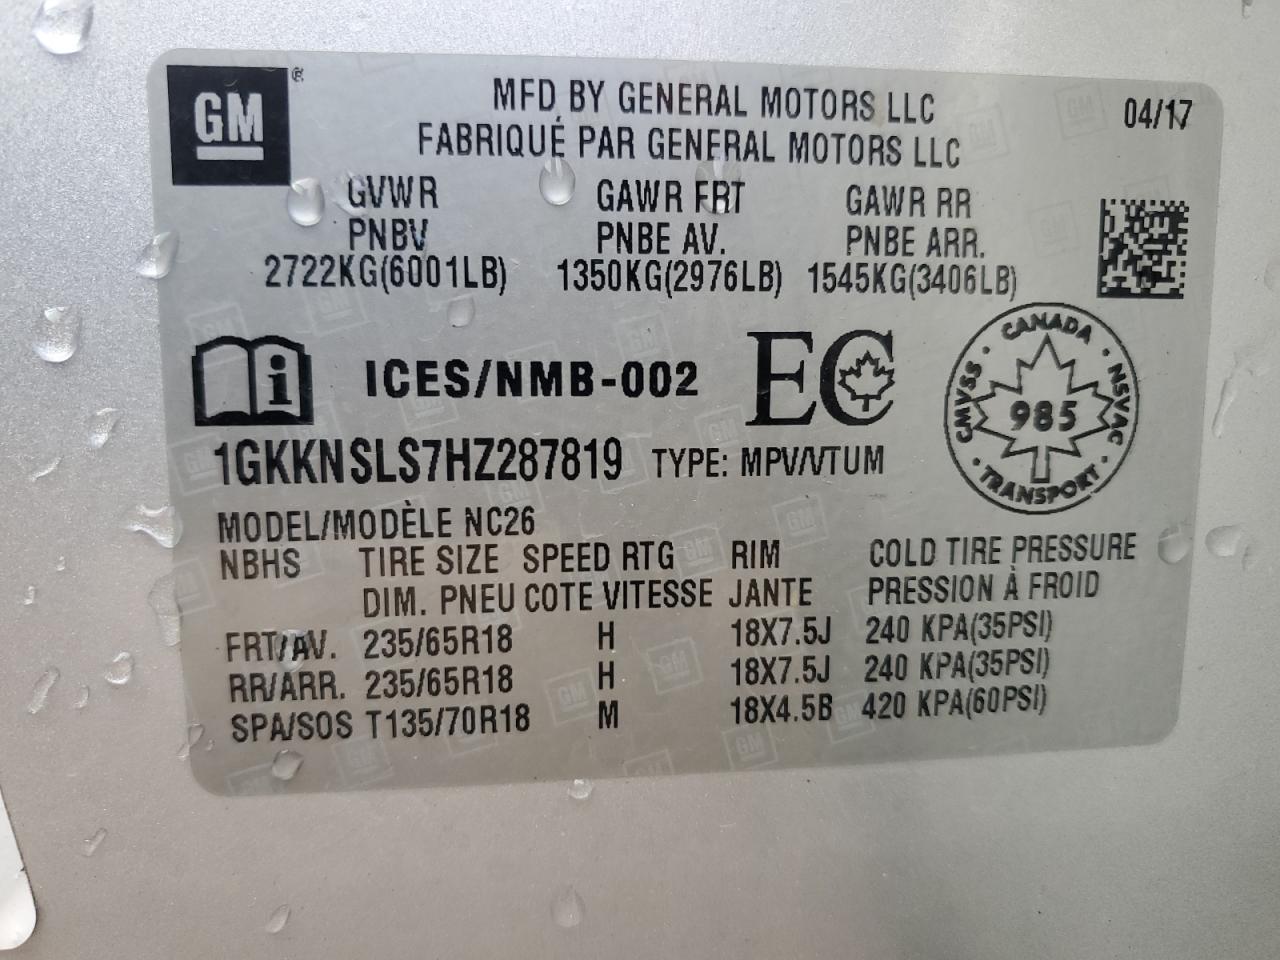 GM
MFD BY GENERAL MOTORS LLC 04/17
FABRIQUÉ PAR GENERAL MOTORS LLC
GVWR GAWR FRT GAWR RR
PNBV PNBE AV. PNBE ARR.
2722KG(6001LB) 1350KG(2976LB) 1545KG(3406LB)
i ICES/NMB-002 EC
CANADA
CMVSS · NSVAC
985
TRANSPORT
1GKKNSLS7HZ287819 TYPE: MPV/VTUM
MODEL/MODÈLE NC26
NBHS TIRE SIZE SPEED RTG RIM COLD TIRE PRESSURE
DIM. PNEU COTE VITESSE JANTE PRESSION À FROID
FRT/AV. 235/65R18 H 18X7.5J 240 KPA(35PSI)
RR/ARR. 235/65R18 H 18X7.5J 240 KPA(35PSI)
SPA/SOS T135/70R18 M 18X4.5B 420 KPA(60PSI)